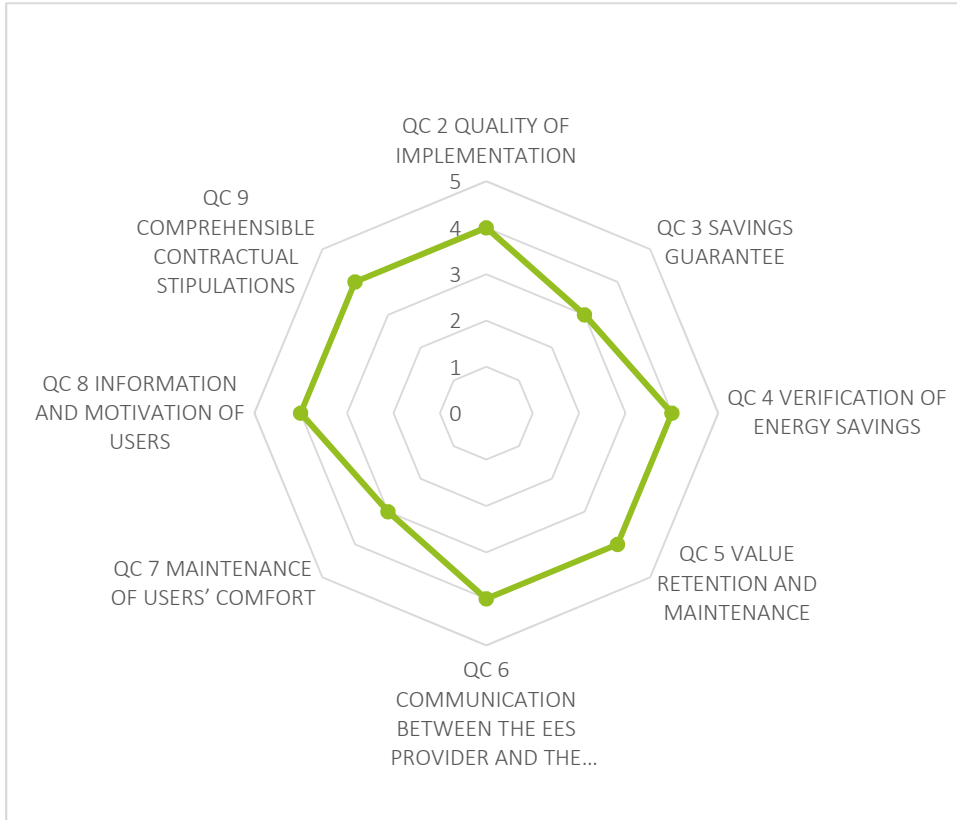 QC 2 QUALITY OF
IMPLEMENTATION
QC 3 SAVINGS
GUARANTEE
QC 4 VERIFICATION OF
ENERGY SAVINGS
QC 5 VALUE
RETENTION AND
MAINTENANCE
QC 6
COMMUNICATION
BETWEEN THE EES
PROVIDER AND THE…
QC 7 MAINTENANCE
OF USERS’ COMFORT
QC 8 INFORMATION
AND MOTIVATION OF
USERS
QC 9
COMPREHENSIBLE
CONTRACTUAL
STIPULATIONS
5
4
3
2
1
0